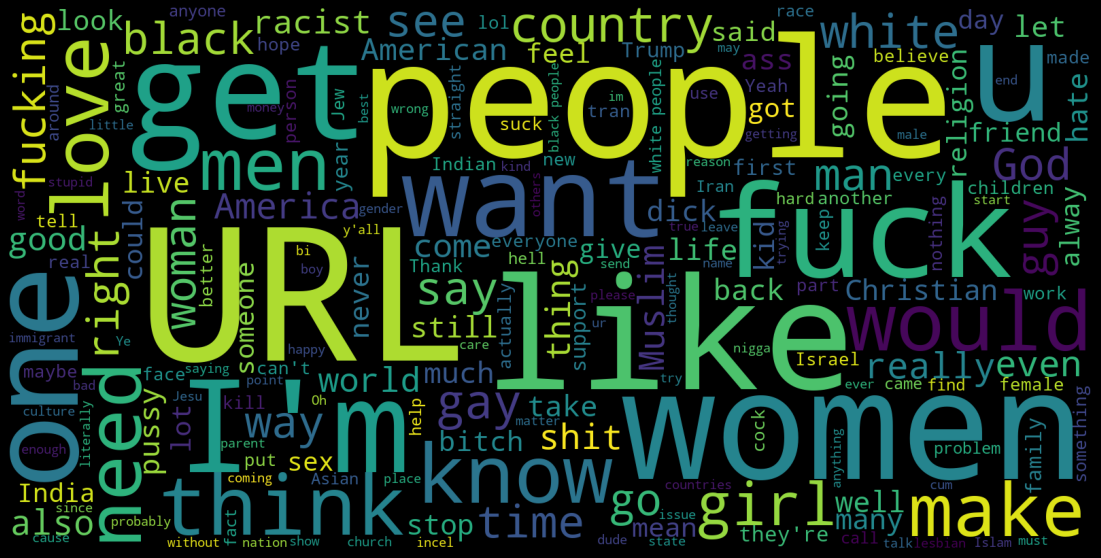 people
URL
like
women
get
fuck
u
want
I'm
one
would
think
know
love
need
men
make
girl
country
white
black
right
say
see
man
God
guy
go
time
way
gay
shit
really
even
America
American
racist
fucking
look
anyone
hope
lol
said
race
day
let
may
believe
made
end
feel
Trump
ass
Yeah
use
got
going
religion
friend
hate
around
great
little
person
money
Jew
best
straight
wrong
suck
im
tran
black people
white people
getting
male
stupid
word
tell
good
real
could
live
year
gender
y'all
Indian
kind
new
others
reason
Iran
true
leave
first
hard
another
every
keep
trying
nothing
children
start
alway
woman
better
bi
boy
someone
never
come
everyone
give
dick
life
kid
Thank
hell
send
still
actually
thing
support
please
ur
Muslim
thought
name
back
part
Christian
work
immigrant
Ye
maybe
bad
saying
happy
care
can't
face
world
much
point
Jesu
Oh
try
nigga
Israel
ever
came
find
female
culture
literally
enough
pussy
lot
kill
parent
put
sex
help
matter
take
bitch
cock
anything
problem
family
something
India
since
also
probably
cause
without
fact
coming
Asian
nation
show
place
church
incel
stop
dude
mean
issue
state
countries
they're
cum
well
many
call
talk
lesbian
Islam
must